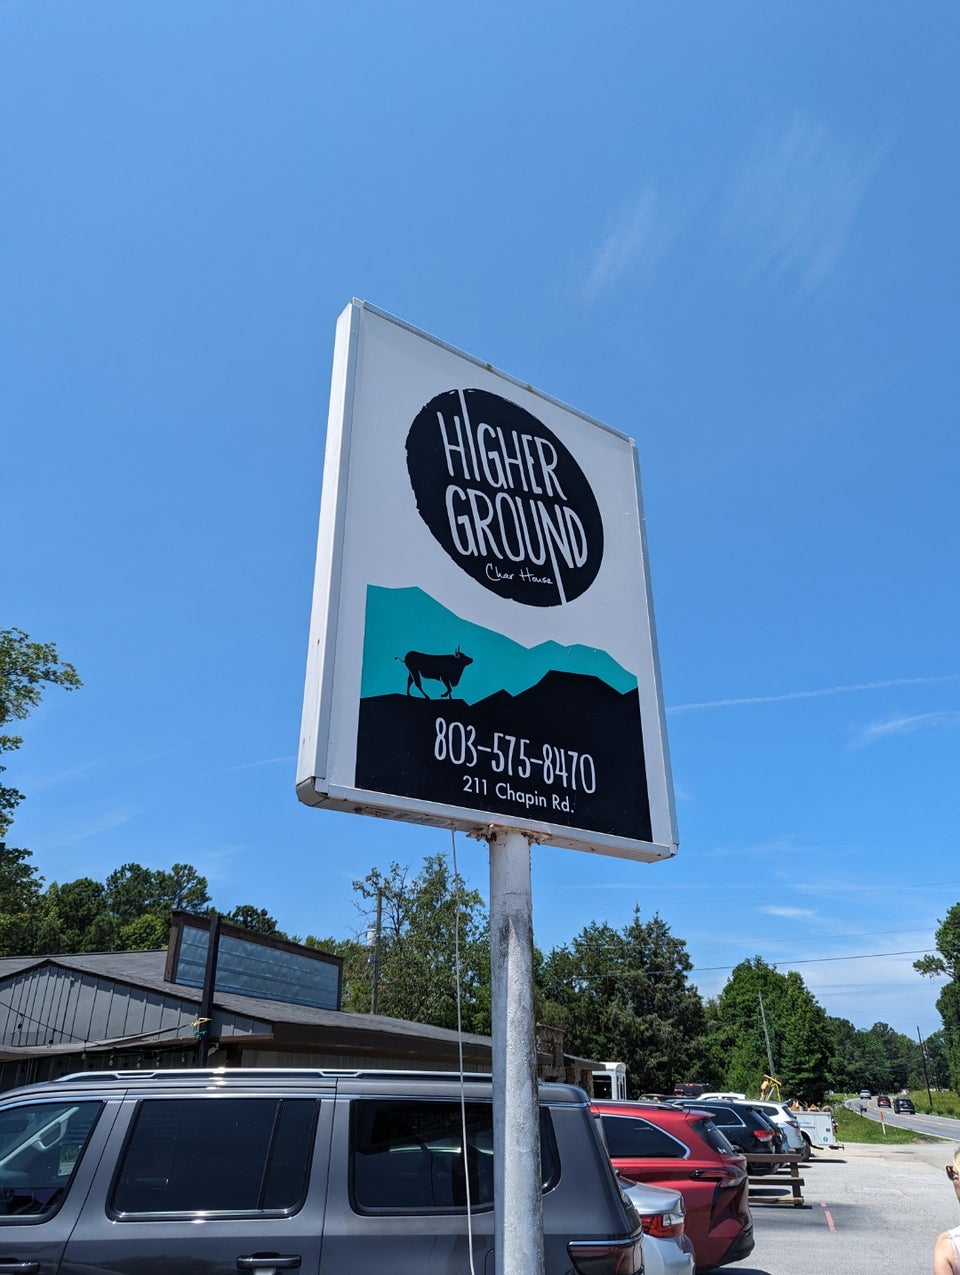 HIGHER
GROUND
Char House
803-575-8470
211 Chapin Rd.